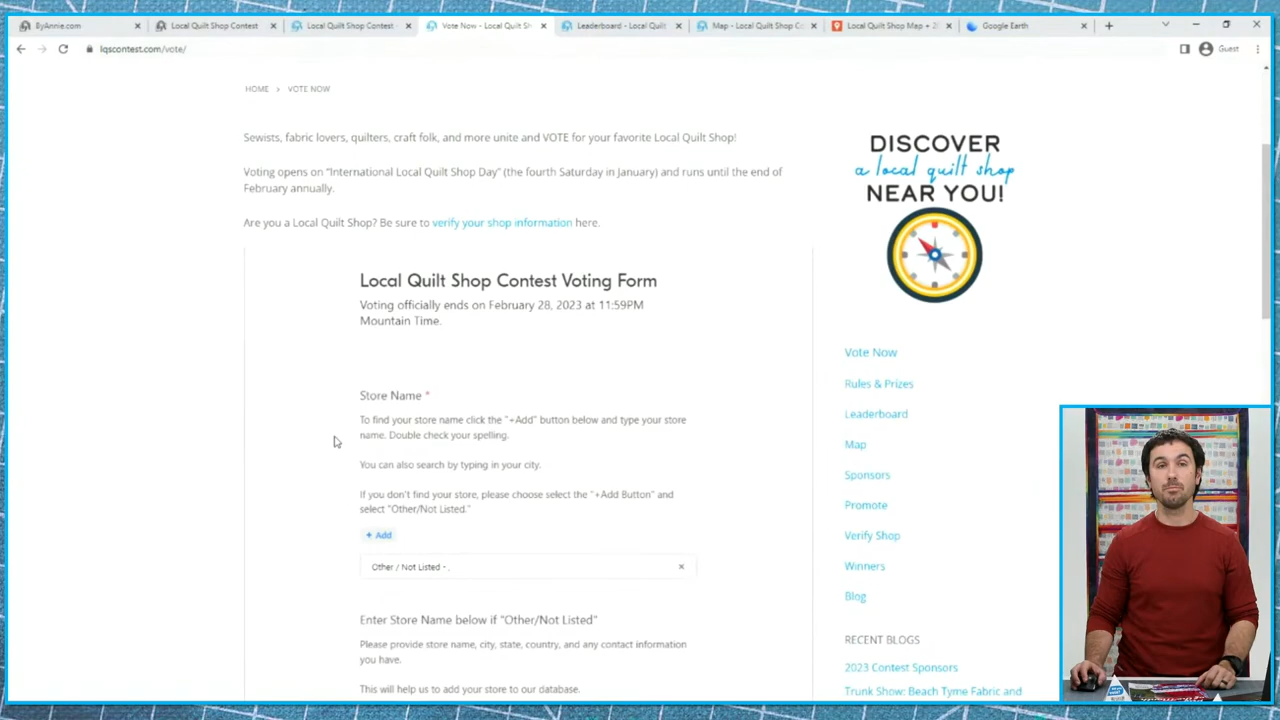 ByAnnie.com
Local Quilt Shop Contest
Local Quilt Shop Contest -
Vote Now - Local Quilt Sh
Leaderboard - Local Quilt
Map - Local Quilt Shop Co
Local Quilt Shop Map + 2
Google Earth
lqscontest.com/vote/
Guest
HOME > VOTE NOW
Sewists, fabric lovers, quilters, craft folk, and more unite and VOTE for your favorite Local Quilt Shop!
Voting opens on “International Local Quilt Shop Day” (the fourth Saturday in January) and runs until the end of
February annually.
Are you a Local Quilt Shop? Be sure to verify your shop information here.
DISCOVER
a local quilt shop
NEAR YOU!
Local Quilt Shop Contest Voting Form
Voting officially ends on February 28, 2023 at 11:59PM
Mountain Time.
Store Name *
To find your store name click the "+Add" button below and type your store
name. Double check your spelling.
You can also search by typing in your city.
If you don't find your store, please choose select the "+Add Button" and
select "Other/Not Listed."
+ Add
Other / Not Listed - ,
Enter Store Name below if "Other/Not Listed"
Please provide store name, city, state, country, and any contact information
you have.
This will help us to add your store to our database.
Vote Now
Rules & Prizes
Leaderboard
Map
Sponsors
Promote
Verify Shop
Winners
Blog
RECENT BLOGS
2023 Contest Sponsors
Trunk Show: Beach Tyme Fabric and